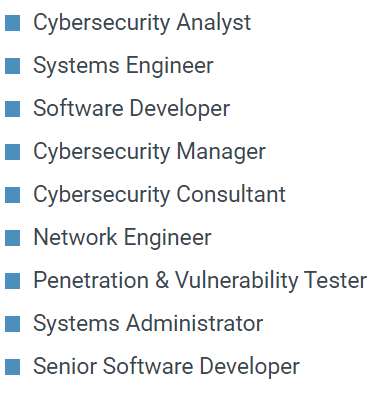 Cybersecurity Analyst
Systems Engineer
Software Developer
Cybersecurity Manager
Cybersecurity Consultant
Network Engineer
Penetration & Vulnerability Tester
Systems Administrator
Senior Software Developer